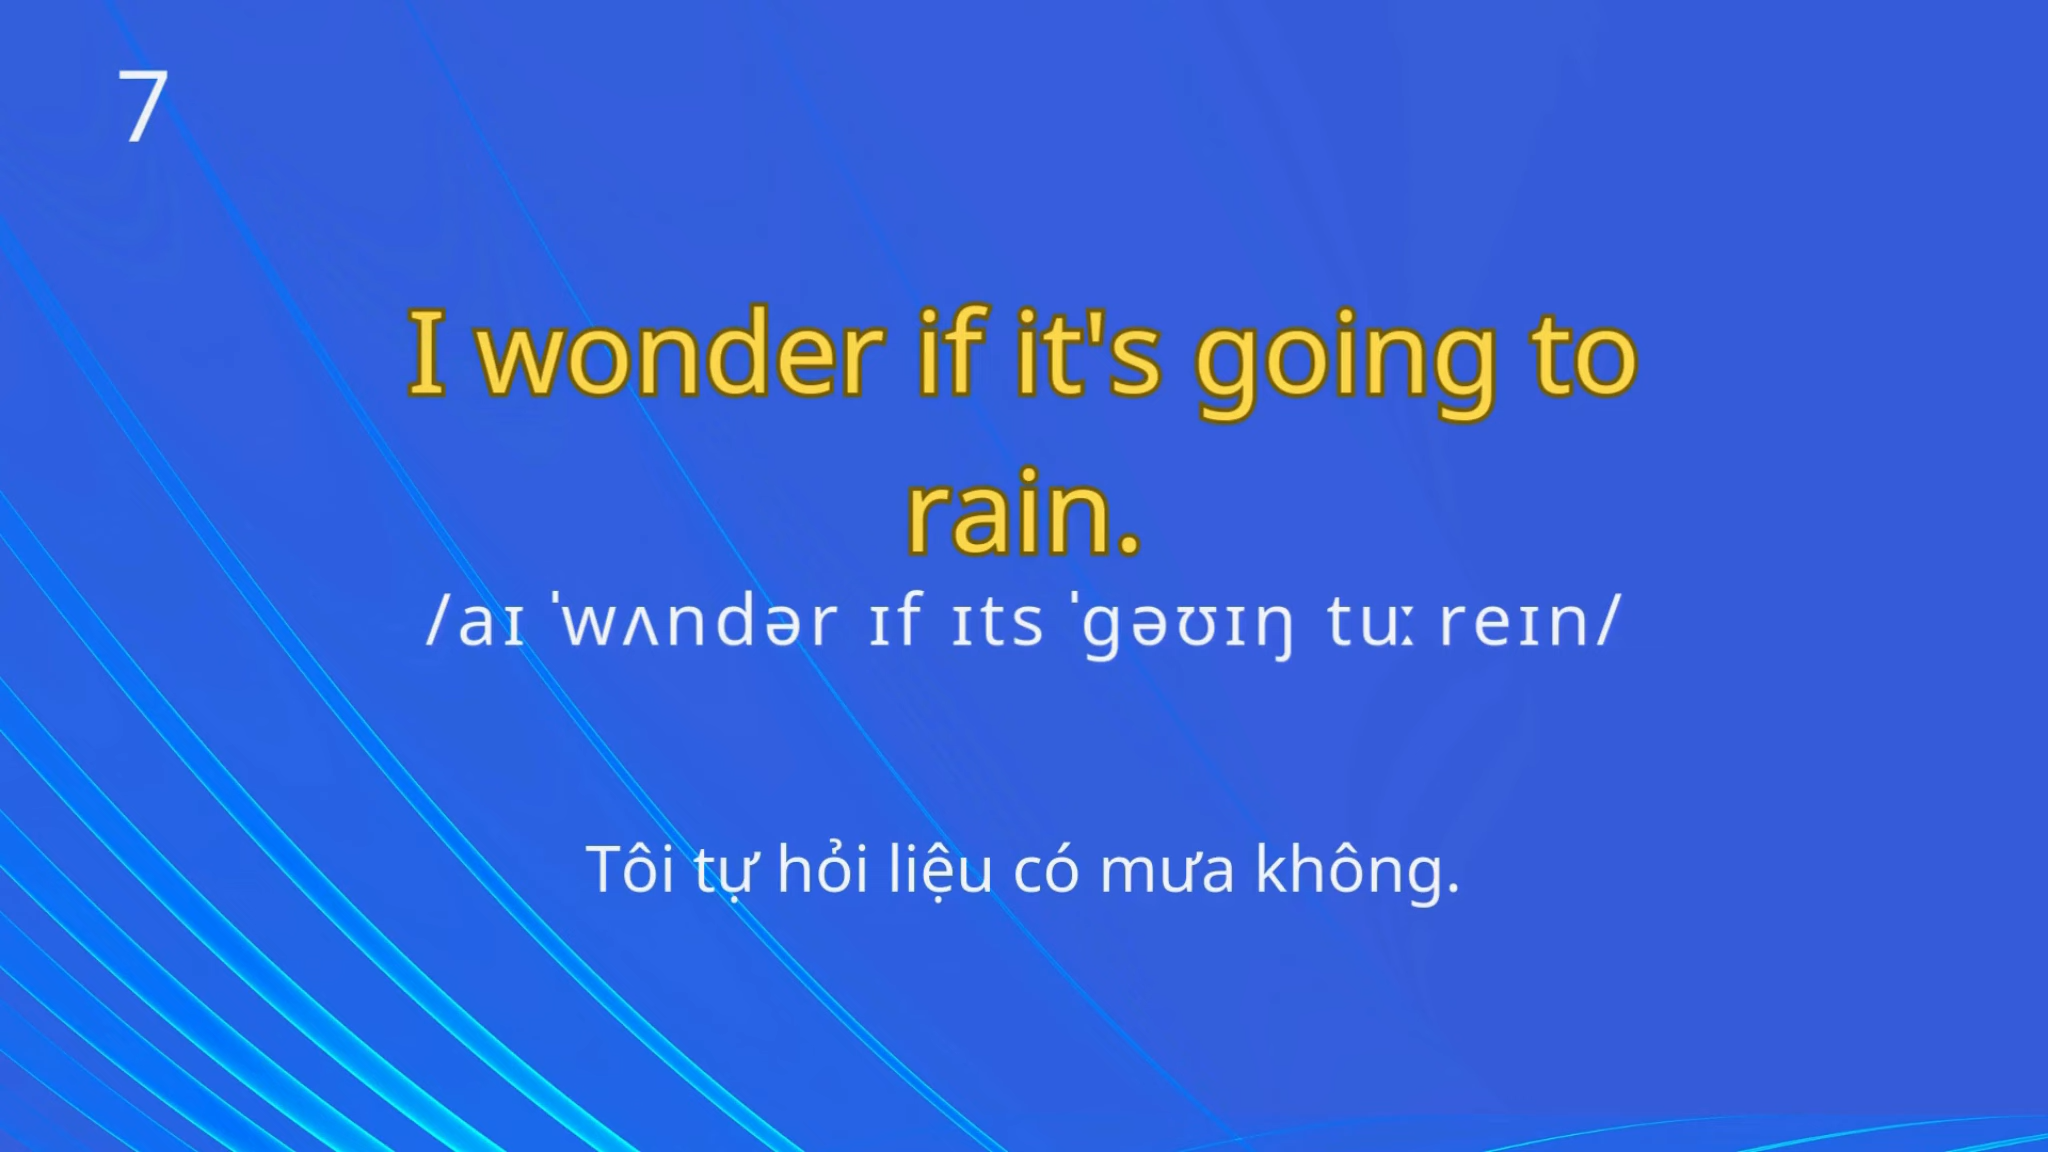 7
I wonder if it's going to
rain.
/aɪ ˈwʌndər ɪf ɪts ˈgəʊɪŋ tuː reɪn/
Tôi tự hỏi liệu có mưa không.